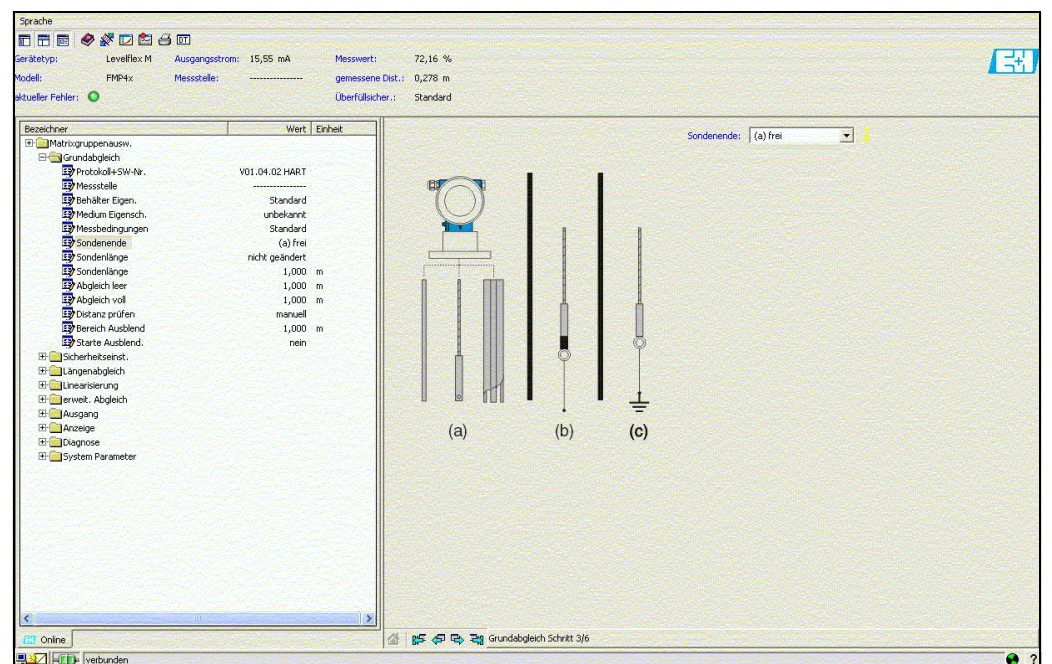 Sprache
DT
Gerätetyp: Levelflex M Ausgangsstrom: 15,55 mA Messwert: 72,16 %
Modell: FMP4x Messstelle: ---------------- gemessene Dist.: 0,278 m
aktueller Fehler: Überfüllsicher.: Standard
E+H
Bezeichner Wert Einheit
Matrixgruppenausw.
Grundabgleich
Protokoll+SW-Nr. V01.04.02 HART
Messstelle ----------------
Behälter Eigen. Standard
Medium Eigensch. unbekannt
Messbedingungen Standard
Sondenende (a) frei
Sondenlänge nicht geändert
Sondenlänge 1,000 m
Abgleich leer 1,000 m
Abgleich voll 1,000 m
Distanz prüfen manuell
Bereich Ausblend 1,000 m
Starte Ausblend. nein
Sicherheitseinst.
Längenabgleich
Linearisierung
erweit. Abgleich
Ausgang
Anzeige
Diagnose
System Parameter
Sondenende: (a) frei
(a) (b) (c)
Online
Grundabgleich Schritt 3/6
verbunden
?